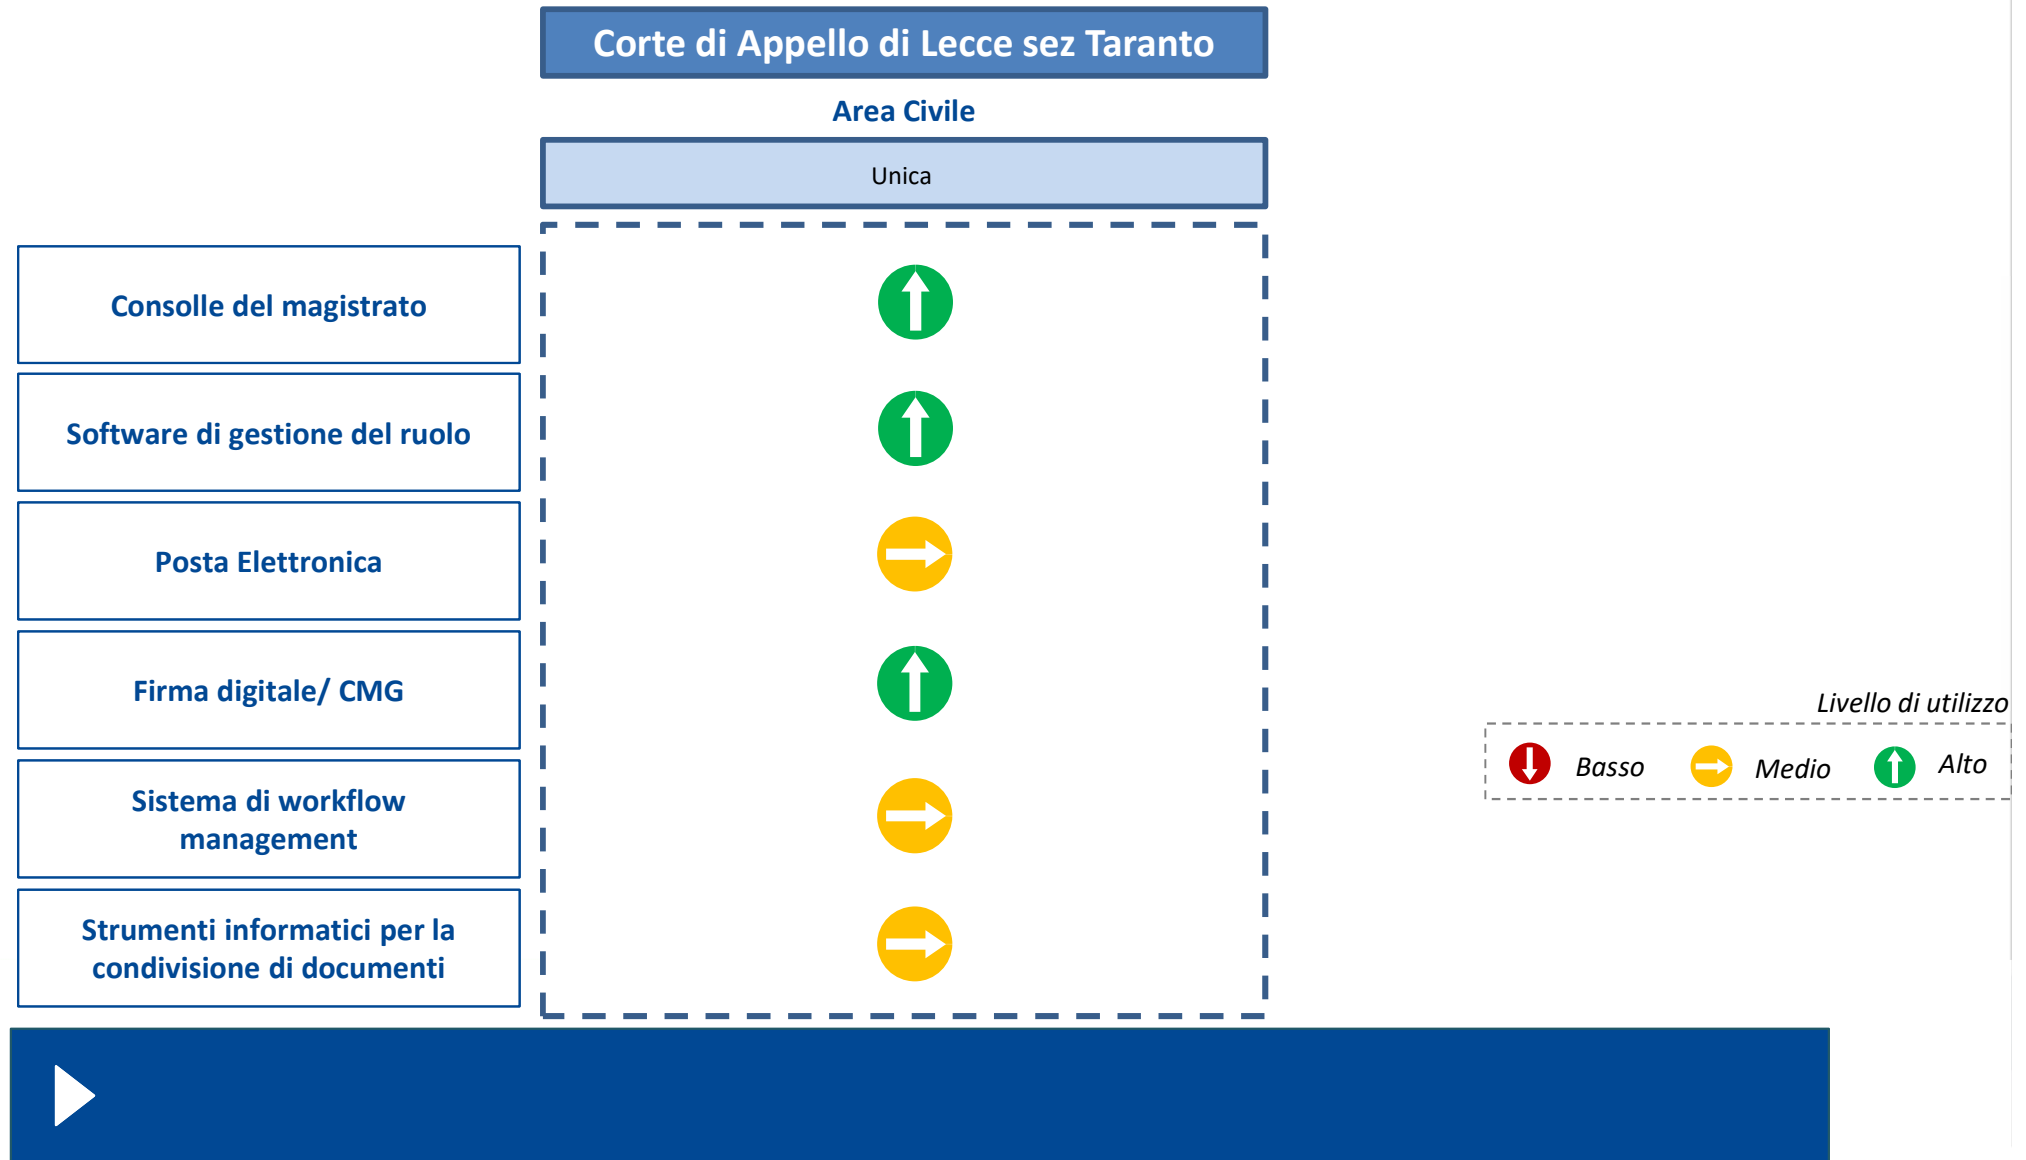 Corte di Appello di Lecce sez Taranto
Area Civile
Unica
Consolle del magistrato
Software di gestione del ruolo
Posta Elettronica
Firma digitale/ CMG
Sistema di workflow
management
Strumenti informatici per la
condivisione di documenti
Livello di utilizzo
Basso
Medio
Alto